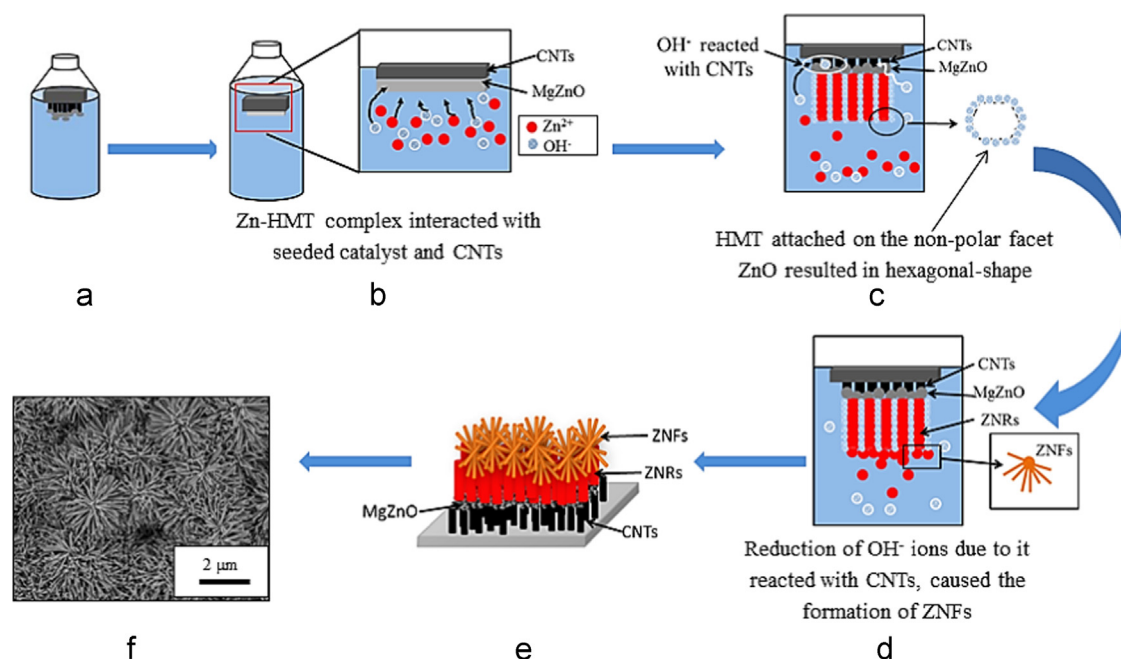 CNTs
MgZnO
Zn²⁺
OH⁻
Zn-HMT complex interacted with
seeded catalyst and CNTs
a
b
OH⁻ reacted
with CNTs
CNTs
MgZnO
HMT attached on the non-polar facet
ZnO resulted in hexagonal-shape
c
CNTs
MgZnO
ZNRs
ZNFs
Reduction of OH⁻ ions due to it
reacted with CNTs, caused the
formation of ZNFs
d
ZNFs
ZNRs
MgZnO
CNTs
e
2 μm
f